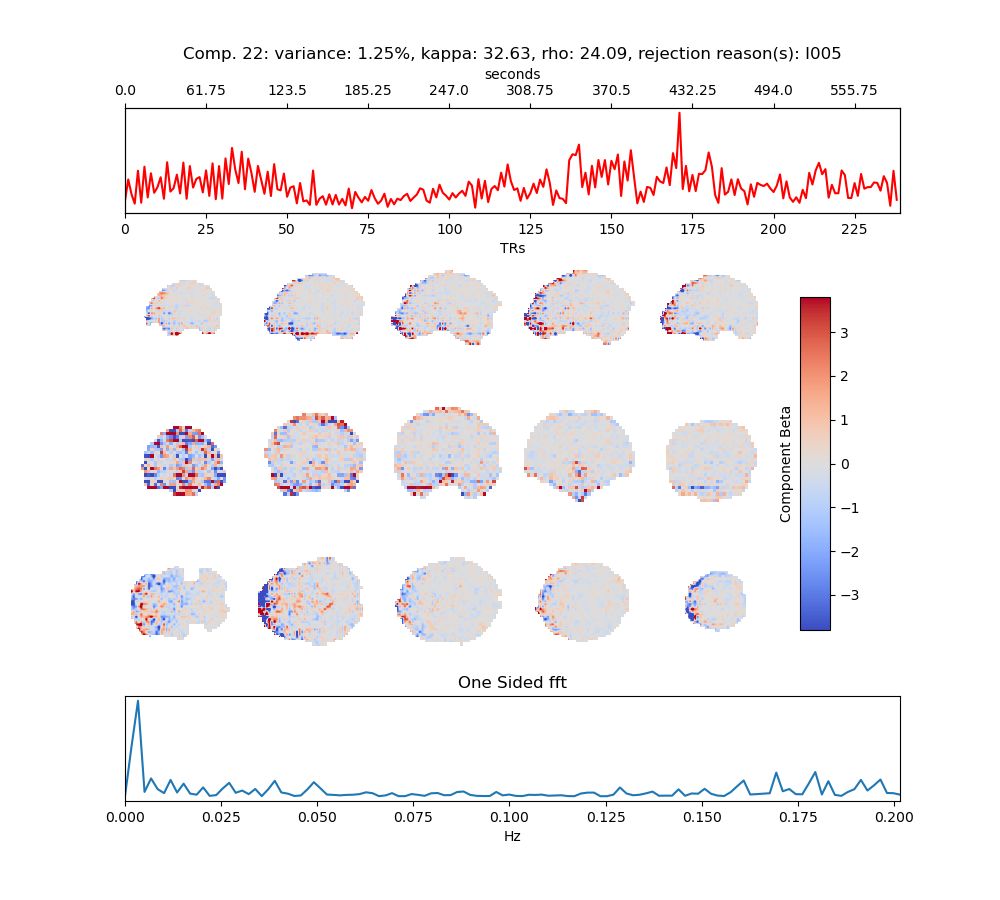 Comp. 22: variance: 1.25%, kappa: 32.63, rho: 24.09, rejection reason(s): I005
seconds
0.0 61.75 123.5 185.25 247.0 308.75 370.5 432.25 494.0 555.75
0 25 50 75 100 125 150 175 200 225
TRs
3
2
1
0
−1
−2
−3
Component Beta
One Sided fft
0.000 0.025 0.050 0.075 0.100 0.125 0.150 0.175 0.200
Hz